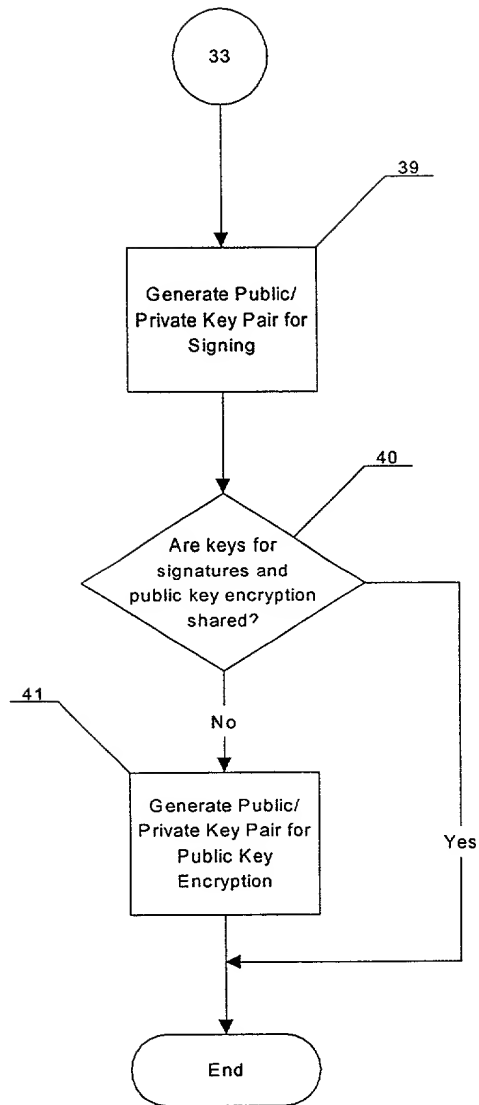 33
39
Generate Public/
Private Key Pair for
Signing
40
Are keys for
signatures and
public key encryption
shared?
41
No
Generate Public/
Private Key Pair for
Public Key
Encryption
Yes
End